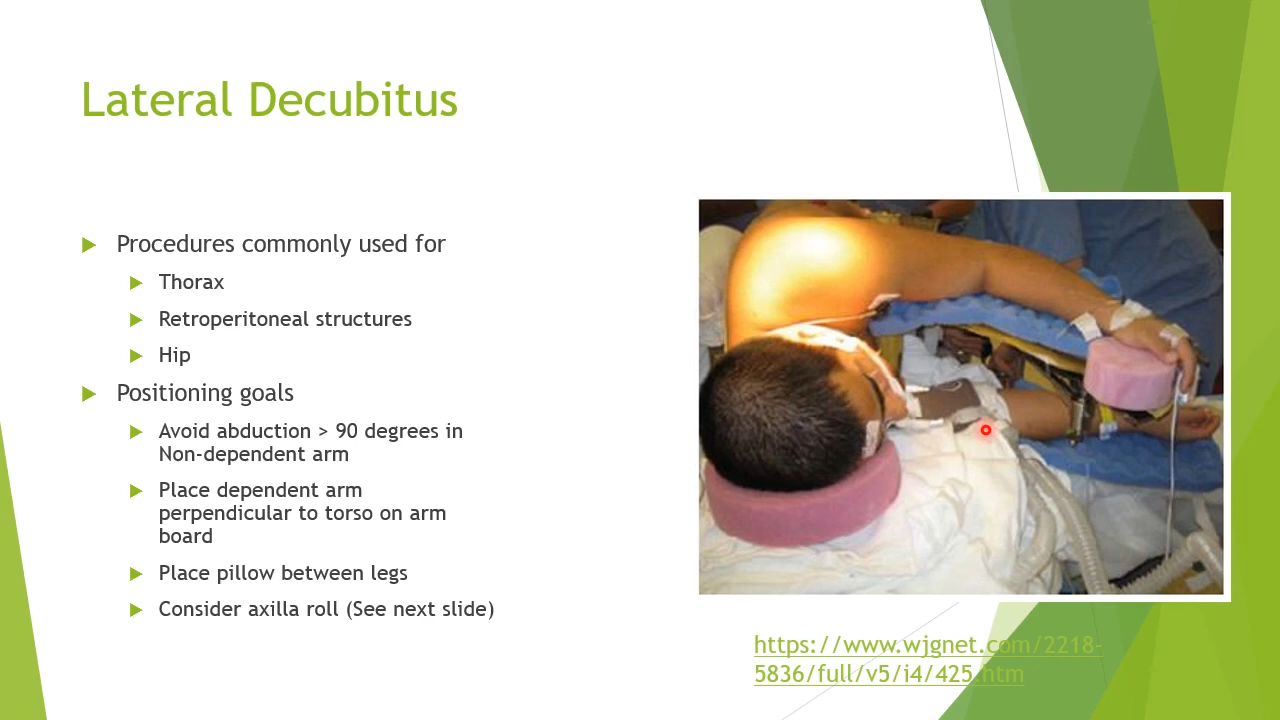 Lateral Decubitus
Procedures commonly used for
Thorax
Retroperitoneal structures
Hip
Positioning goals
Avoid abduction > 90 degrees in
Non-dependent arm
Place dependent arm
perpendicular to torso on arm
board
Place pillow between legs
Consider axilla roll (See next slide)
https://www.wjgnet.com/2218-
5836/full/v5/i4/425.htm